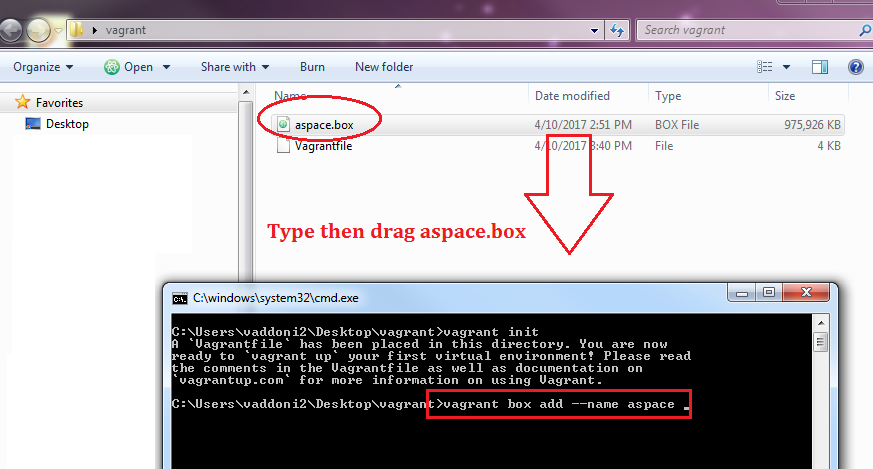 vagrant
Search vagrant
Organize Open Share with Burn New folder
Favorites
Desktop
Name Date modified Type Size
aspace.box 4/10/2017 2:51 PM BOX File 975,926 KB
Vagrantfile 4/10/2017 3:40 PM File 4 KB
Type then drag aspace.box
C:\windows\system32\cmd.exe
C:\Users\vaddoni2\Desktop\vagrant>vagrant init
A `Vagrantfile` has been placed in this directory. You are now
ready to `vagrant up` your first virtual environment! Please read
the comments in the Vagrantfile as well as documentation on
`vagrantup.com` for more information on using Vagrant.
C:\Users\vaddoni2\Desktop\vagrant>vagrant box add --name aspace _